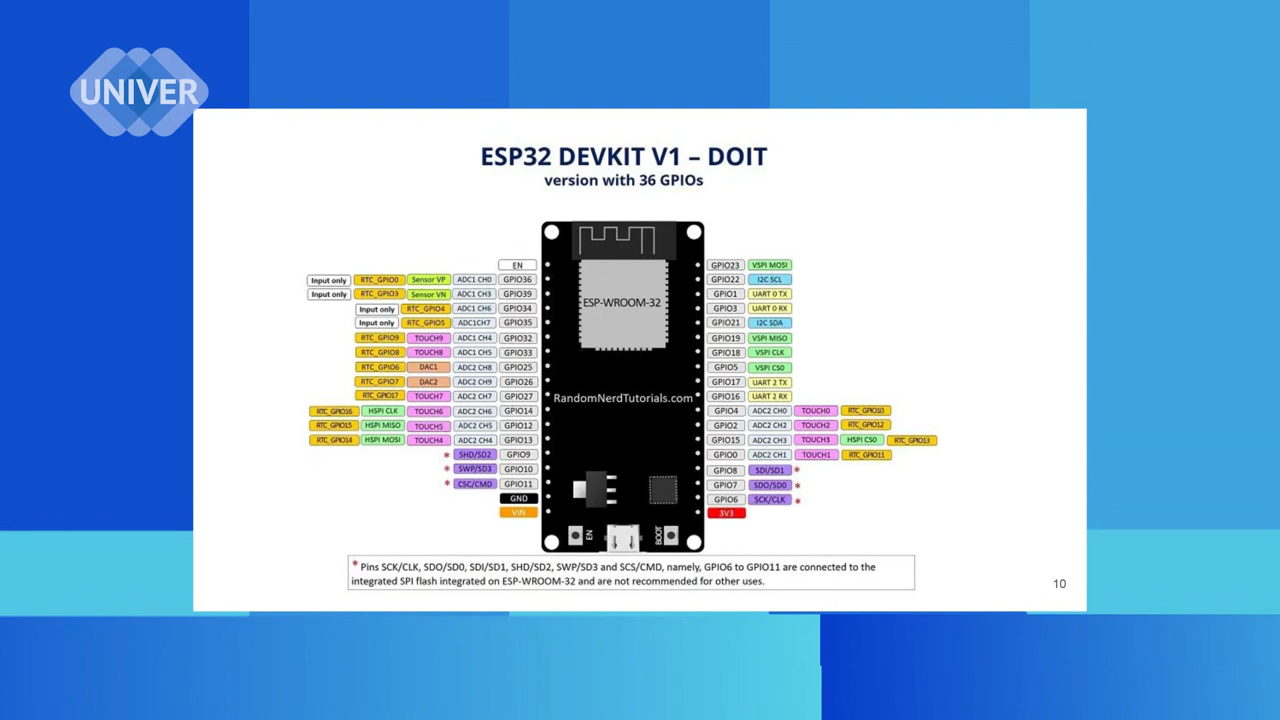 UNIVER
ESP32 DEVKIT V1 – DOIT
version with 36 GPIOs
EN
Input only RTC_GPIO0 Sensor VP ADC1 CH0 GPIO36
Input only RTC_GPIO3 Sensor VN ADC1 CH3 GPIO39
Input only RTC_GPIO4 ADC1 CH6 GPIO34
Input only RTC_GPIO5 ADC1CH7 GPIO35
RTC_GPIO9 TOUCH9 ADC1 CH4 GPIO32
RTC_GPIO8 TOUCH8 ADC1 CH5 GPIO33
RTC_GPIO6 DAC1 ADC2 CH8 GPIO25
RTC_GPIO7 DAC2 ADC2 CH9 GPIO26
RTC_GPIO17 TOUCH7 ADC2 CH7 GPIO27
RTC_GPIO16 HSPI CLK TOUCH6 ADC2 CH6 GPIO14
RTC_GPIO15 HSPI MISO TOUCH5 ADC2 CH5 GPIO12
RTC_GPIO14 HSPI MOSI TOUCH4 ADC2 CH4 GPIO13
* SHD/SD2 GPIO9
* SWP/SD3 GPIO10
* CSC/CMD GPIO11
GND
VIN
ESP-WROOM-32
RandomNerdTutorials.com
EN
BOOT
GPIO23 VSPI MOSI
GPIO22 I2C SCL
GPIO1 UART 0 TX
GPIO3 UART 0 RX
GPIO21 I2C SDA
GPIO19 VSPI MISO
GPIO18 VSPI CLK
GPIO5 VSPI CS0
GPIO17 UART 2 TX
GPIO16 UART 2 RX
GPIO4 ADC2 CH0 TOUCH0 RTC_GPIO10
GPIO2 ADC2 CH2 TOUCH2 RTC_GPIO12
GPIO15 ADC2 CH3 TOUCH3 HSPI CS0 RTC_GPIO13
GPIO0 ADC2 CH1 TOUCH1 RTC_GPIO11
GPIO8 SDI/SD1 *
GPIO7 SDO/SD0 *
GPIO6 SCK/CLK *
3V3
* Pins SCK/CLK, SDO/SD0, SDI/SD1, SHD/SD2, SWP/SD3 and SCS/CMD, namely, GPIO6 to GPIO11 are connected to the
integrated SPI flash integrated on ESP-WROOM-32 and are not recommended for other uses.
10